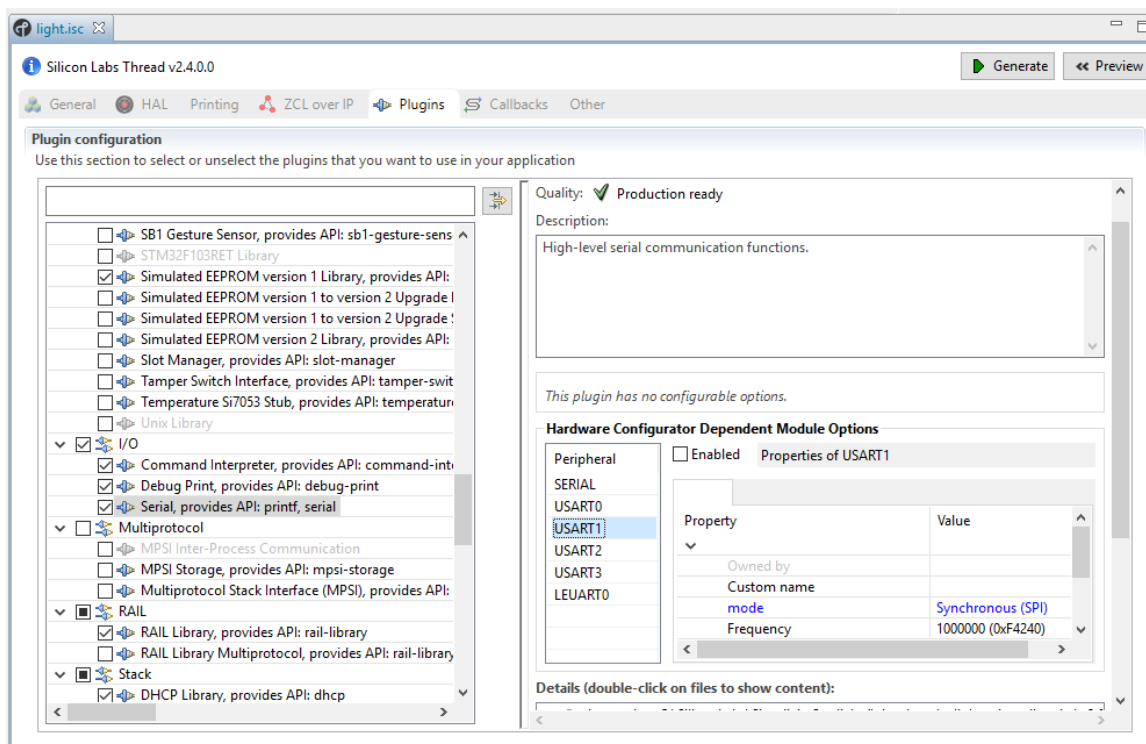 light.isc
Silicon Labs Thread v2.4.0.0
Generate
Preview
General HAL Printing ZCL over IP Plugins Callbacks Other
Plugin configuration
Use this section to select or unselect the plugins that you want to use in your application
SB1 Gesture Sensor, provides API: sb1-gesture-sens
STM32F103RET Library
Simulated EEPROM version 1 Library, provides API:
Simulated EEPROM version 1 to version 2 Upgrade
Simulated EEPROM version 1 to version 2 Upgrade
Simulated EEPROM version 2 Library, provides API:
Slot Manager, provides API: slot-manager
Tamper Switch Interface, provides API: tamper-swit
Temperature Si7053 Stub, provides API: temperature
Unix Library
I/O
Command Interpreter, provides API: command-inte
Debug Print, provides API: debug-print
Serial, provides API: printf, serial
Multiprotocol
MPSI Inter-Process Communication
MPSI Storage, provides API: mpsi-storage
Multiprotocol Stack Interface (MPSI), provides API:
RAIL
RAIL Library, provides API: rail-library
RAIL Library Multiprotocol, provides API: rail-library
Stack
DHCP Library, provides API: dhcp
Quality: Production ready
Description:
High-level serial communication functions.
This plugin has no configurable options.
Hardware Configurator Dependent Module Options
Peripheral
SERIAL
USART0
USART1
USART2
USART3
LEUART0
Enabled Properties of USART1
Property Value
Owned by
Custom name
mode Synchronous (SPI)
Frequency 1000000 (0xF4240)
Details (double-click on files to show content):